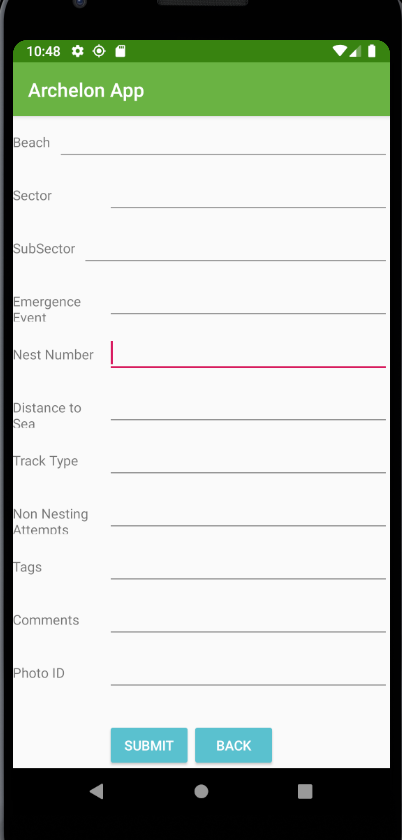 10:48
Archelon App
Beach
Sector
SubSector
Emergence
Event
Nest Number
Distance to
Sea
Track Type
Non Nesting
Attempts
Tags
Comments
Photo ID
SUBMIT BACK